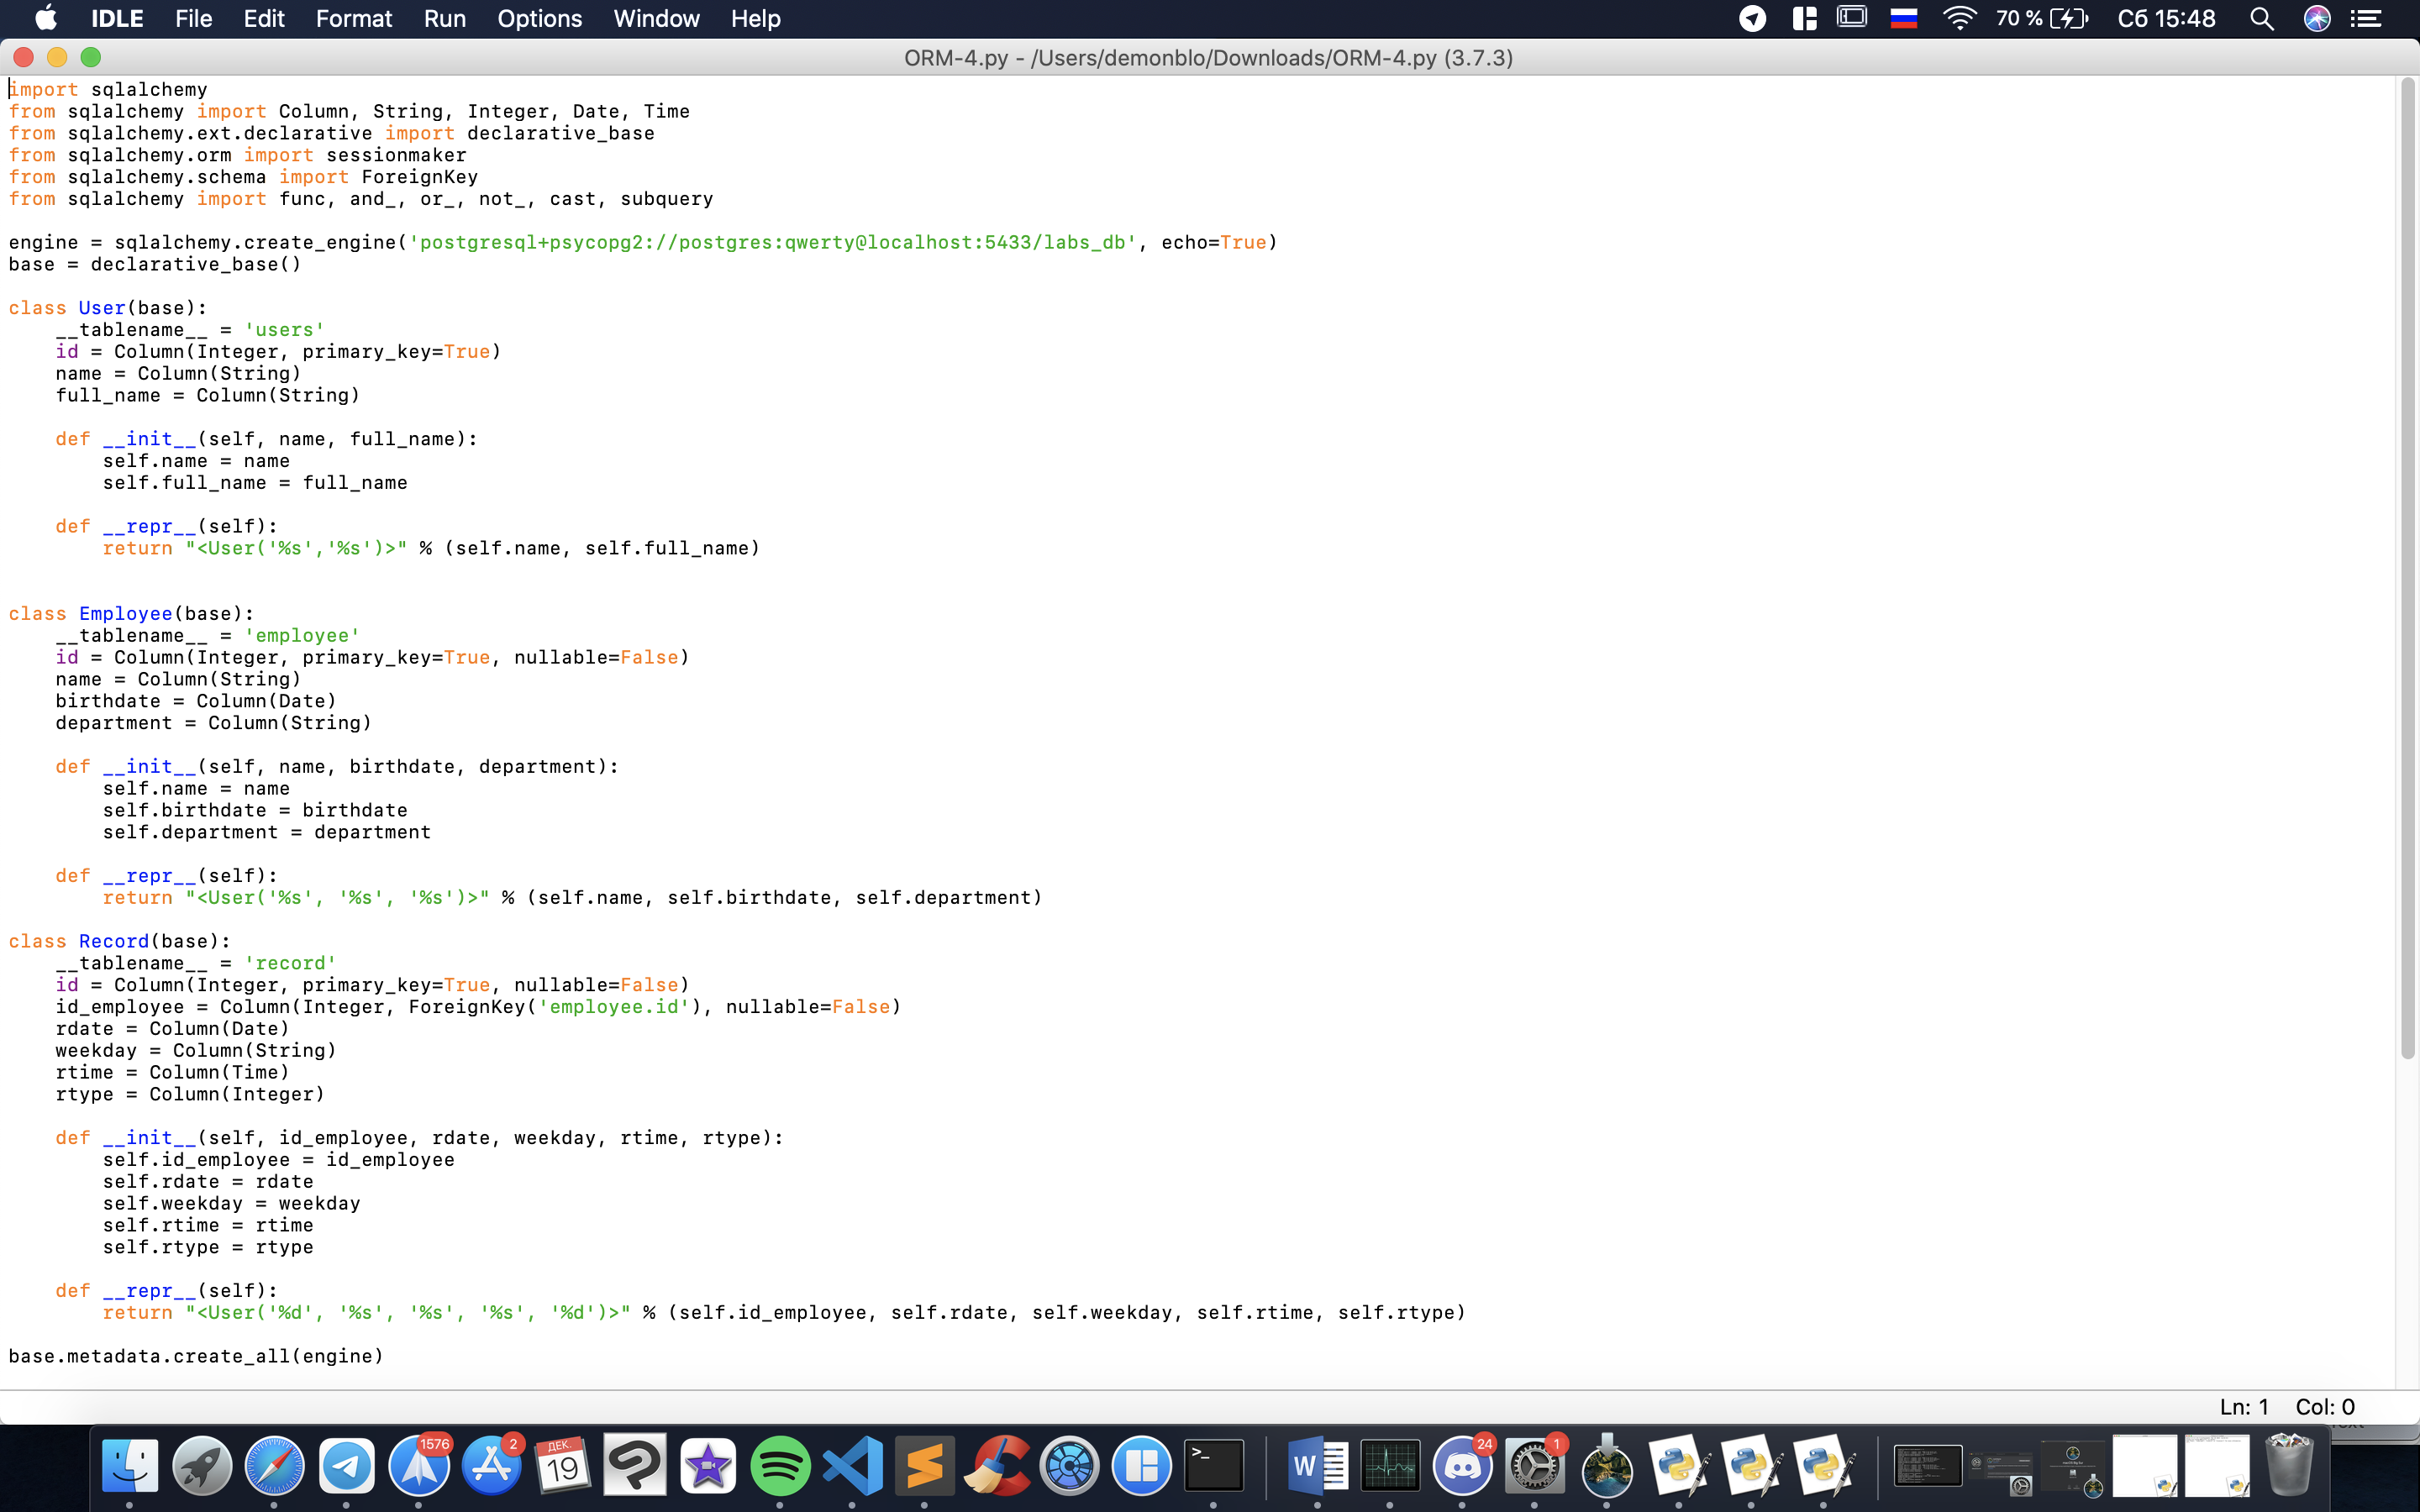 IDLE File Edit Format Run Options Window Help 70 % Сб 15:48
ORM-4.py - /Users/demonblo/Downloads/ORM-4.py (3.7.3)
import sqlalchemy
from sqlalchemy import Column, String, Integer, Date, Time
from sqlalchemy.ext.declarative import declarative_base
from sqlalchemy.orm import sessionmaker
from sqlalchemy.schema import ForeignKey
from sqlalchemy import func, and_, or_, not_, cast, subquery
engine = sqlalchemy.create_engine('postgresql+psycopg2://postgres:qwerty@localhost:5433/labs_db', echo=True)
base = declarative_base()
class User(base):
    __tablename__ = 'users'
    id = Column(Integer, primary_key=True)
    name = Column(String)
    full_name = Column(String)
    def __init__(self, name, full_name):
        self.name = name
        self.full_name = full_name
    def __repr__(self):
        return "<User('%s','%s')>" % (self.name, self.full_name)
class Employee(base):
    __tablename__ = 'employee'
    id = Column(Integer, primary_key=True, nullable=False)
    name = Column(String)
    birthdate = Column(Date)
    department = Column(String)
    def __init__(self, name, birthdate, department):
        self.name = name
        self.birthdate = birthdate
        self.department = department
    def __repr__(self):
        return "<User('%s', '%s', '%s')>" % (self.name, self.birthdate, self.department)
class Record(base):
    __tablename__ = 'record'
    id = Column(Integer, primary_key=True, nullable=False)
    id_employee = Column(Integer, ForeignKey('employee.id'), nullable=False)
    rdate = Column(Date)
    weekday = Column(String)
    rtime = Column(Time)
    rtype = Column(Integer)
    def __init__(self, id_employee, rdate, weekday, rtime, rtype):
        self.id_employee = id_employee
        self.rdate = rdate
        self.weekday = weekday
        self.rtime = rtime
        self.rtype = rtype
    def __repr__(self):
        return "<User('%d', '%s', '%s', '%s', '%d')>" % (self.id_employee, self.rdate, self.weekday, self.rtime, self.rtype)
base.metadata.create_all(engine)
Ln: 1 Col: 0
1576 2 ДЕК. 24 1
19 >_ W